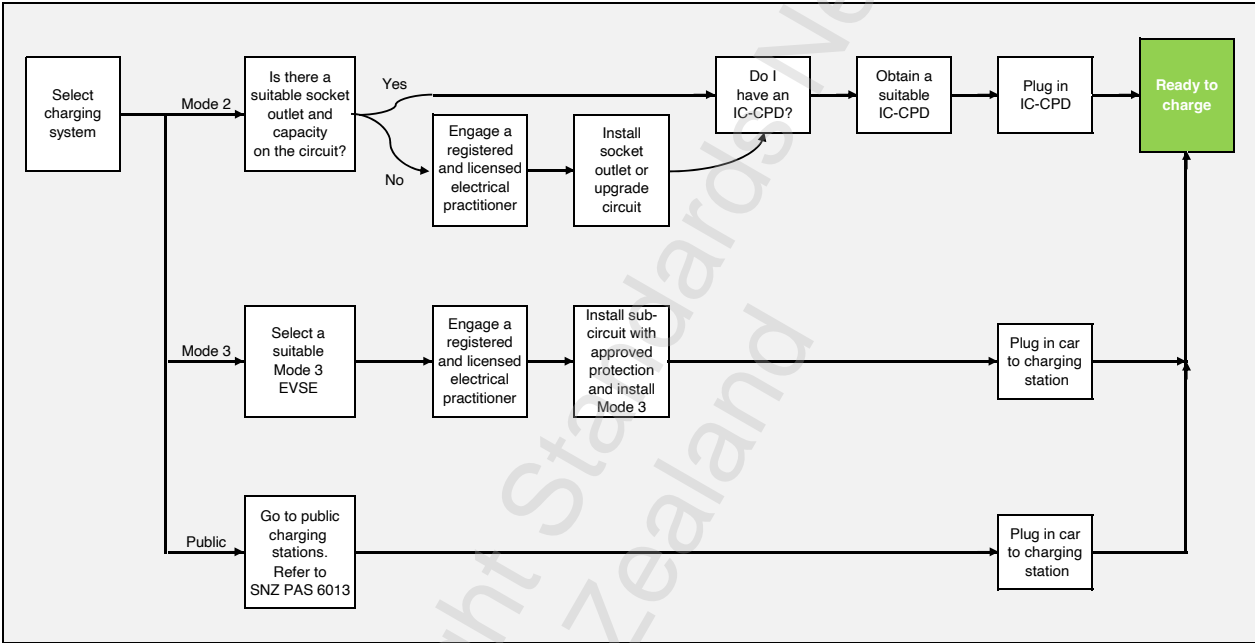 Select
charging
system
Mode 2
Is there a
suitable socket
outlet and
capacity
on the circuit?
Yes
No
Engage a
registered
and licensed
electrical
practitioner
Install
socket
outlet or
upgrade
circuit
Do I
have an
IC-CPD?
Obtain a
suitable
IC-CPD
Plug in
IC-CPD
Ready to
charge
Mode 3
Select a
suitable
Mode 3
EVSE
Engage a
registered
and licensed
electrical
practitioner
Install sub-
circuit with
approved
protection
and install
Mode 3
Plug in car
to charging
station
Public
Go to public
charging
stations.
Refer to
SNZ PAS 6013
Plug in car
to charging
station
Standards
Zealand